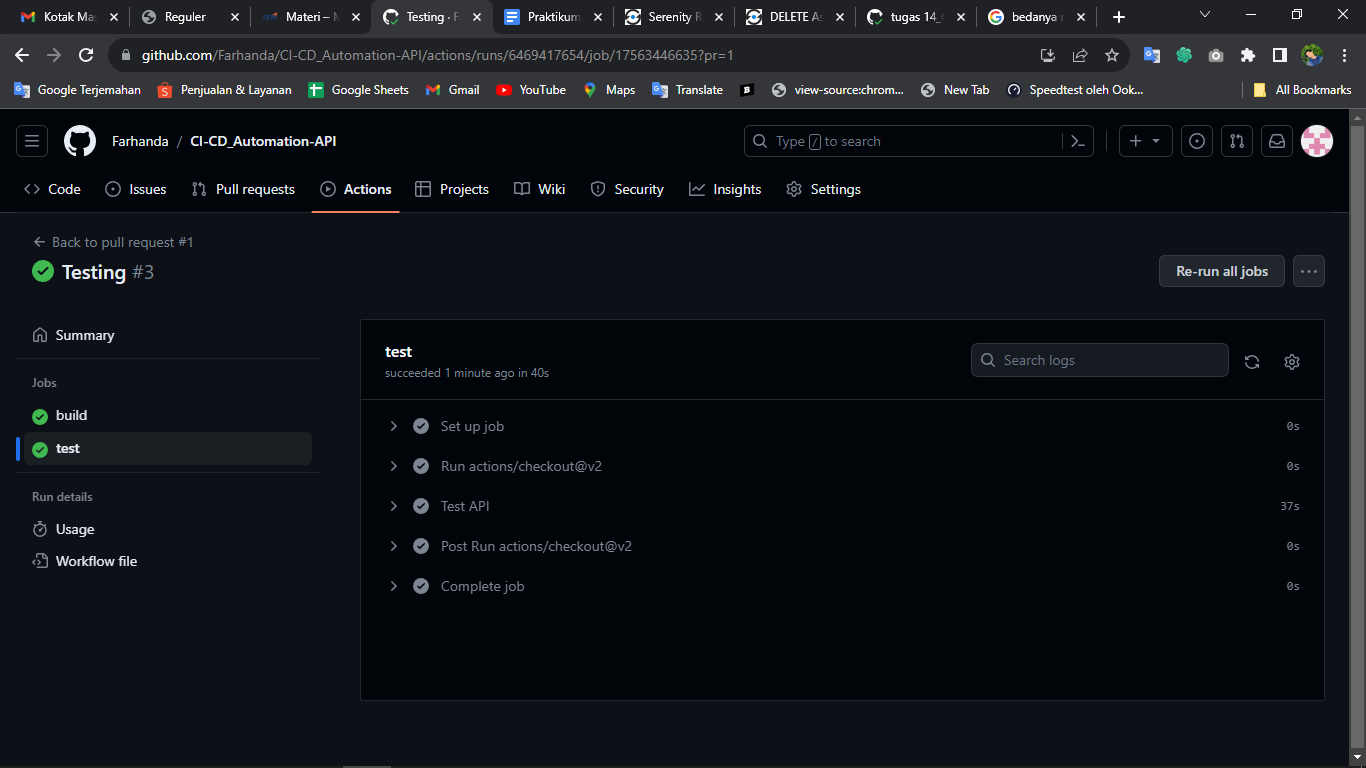 Kotak Ma
Reguler
Materi –
Testing ·
Praktikum
Serenity
DELETE
tugas 14_
bedanya
github.com/Farhanda/CI-CD_Automation-API/actions/runs/6469417654/job/17563446635?pr=1
Google Terjemahan
Penjualan & Layanan
Google Sheets
Gmail
YouTube
Maps
Translate
view-source:chrom...
New Tab
Speedtest oleh Ook...
All Bookmarks
Farhanda / CI-CD_Automation-API
Type / to search
Code
Issues
Pull requests
Actions
Projects
Wiki
Security
Insights
Settings
Back to pull request #1
Testing #3
Re-run all jobs
Summary
Jobs
build
test
Run details
Usage
Workflow file
test
succeeded 1 minute ago in 40s
Search logs
Set up job 0s
Run actions/checkout@v2 0s
Test API 37s
Post Run actions/checkout@v2 0s
Complete job 0s